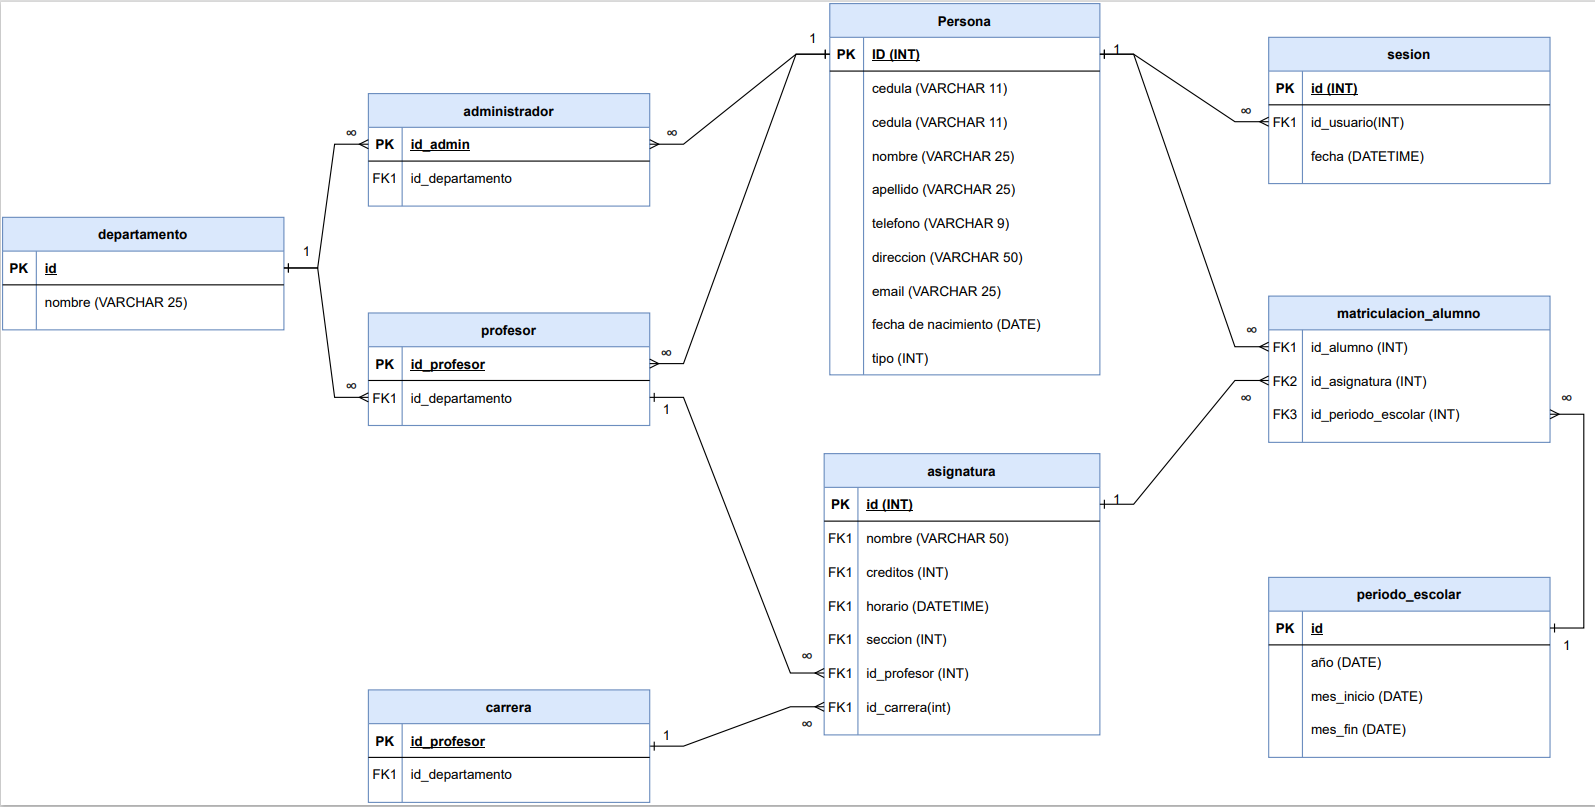 Persona
PK ID (INT)
cedula (VARCHAR 11)
cedula (VARCHAR 11)
nombre (VARCHAR 25)
apellido (VARCHAR 25)
telefono (VARCHAR 9)
direccion (VARCHAR 50)
email (VARCHAR 25)
fecha de nacimiento (DATE)
tipo (INT)
1
1
sesion
PK id (INT)
FK1 id_usuario(INT)
fecha (DATETIME)
∞
administrador
PK id_admin
FK1 id_departamento
∞
∞
departamento
PK id
nombre (VARCHAR 25)
1
profesor
PK id_profesor
FK1 id_departamento
∞
∞
1
matriculacion_alumno
FK1 id_alumno (INT)
FK2 id_asignatura (INT)
FK3 id_periodo_escolar (INT)
∞
∞
∞
asignatura
PK id (INT)
FK1 nombre (VARCHAR 50)
FK1 creditos (INT)
FK1 horario (DATETIME)
FK1 seccion (INT)
FK1 id_profesor (INT)
FK1 id_carrera(int)
1
∞
∞
periodo_escolar
PK id
año (DATE)
mes_inicio (DATE)
mes_fin (DATE)
1
carrera
PK id_profesor
FK1 id_departamento
1